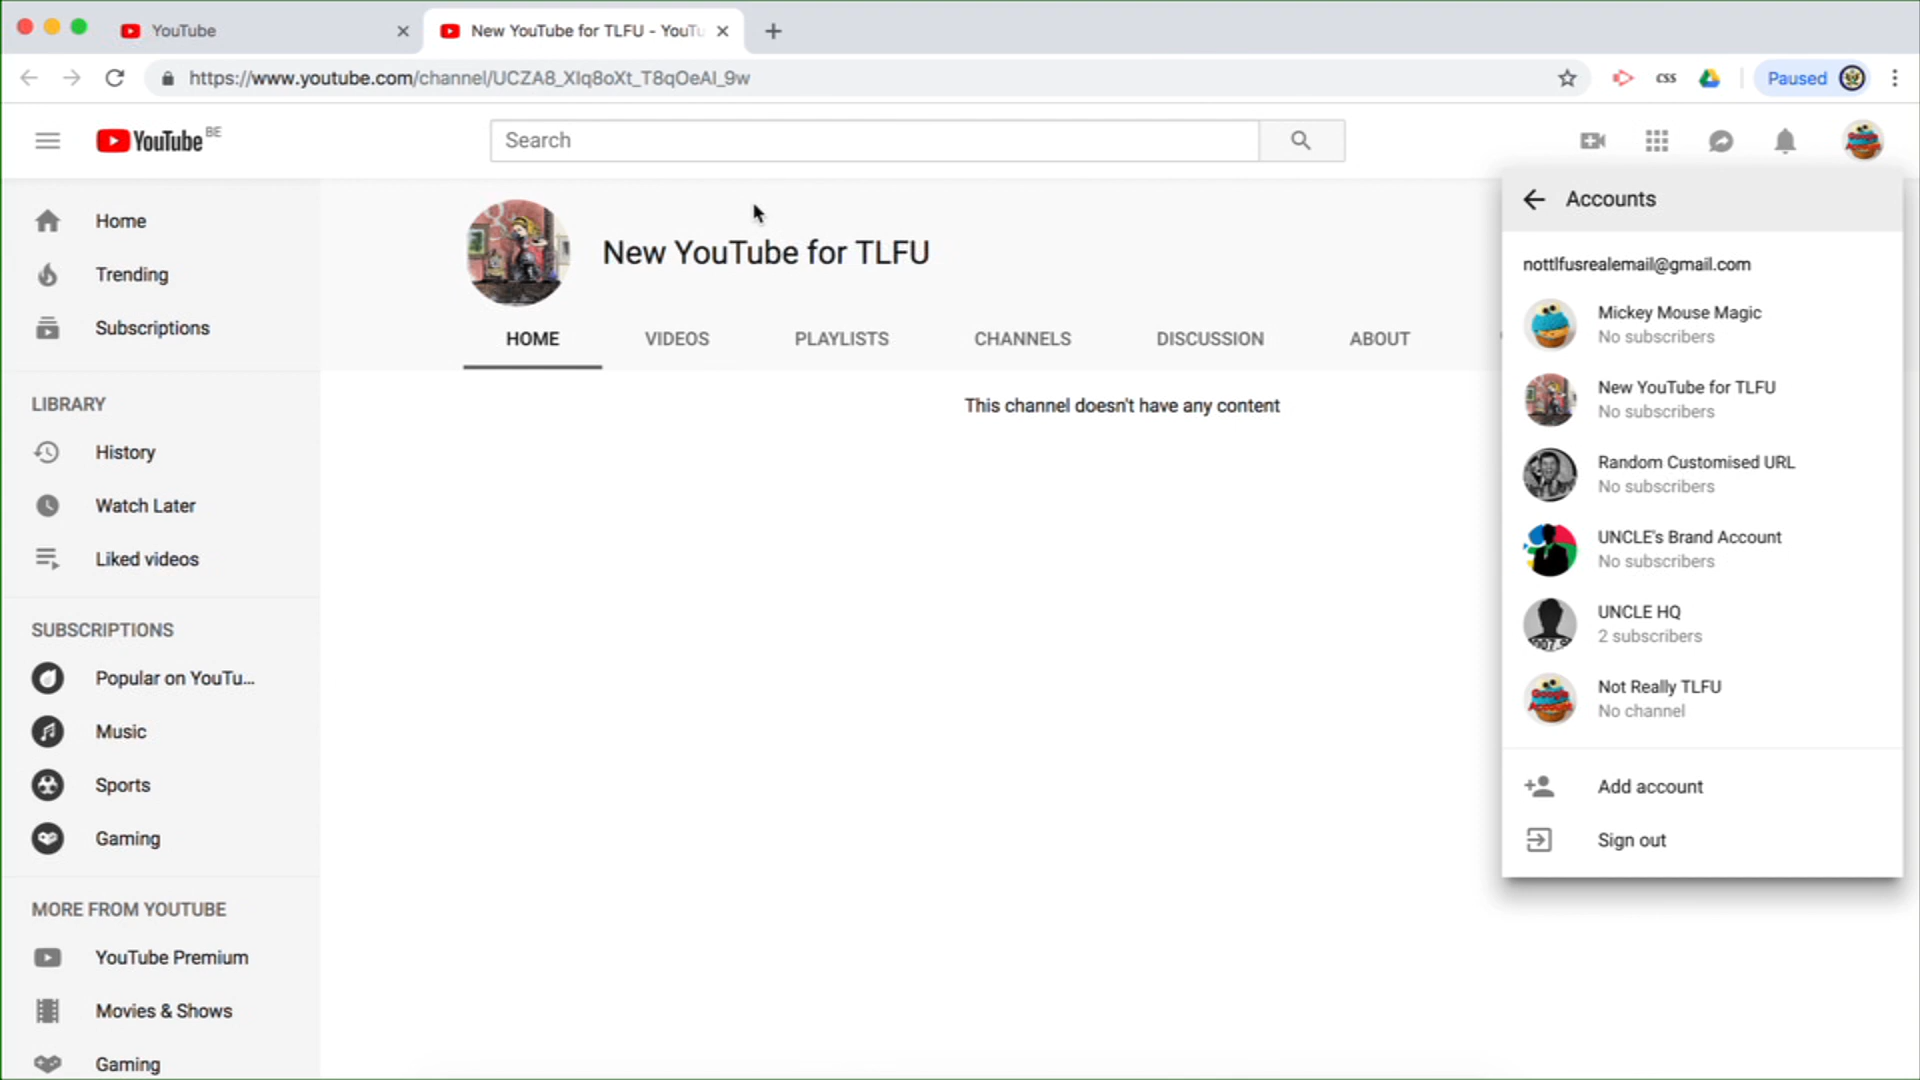 YouTube
New YouTube for TLFU - YouTu
https://www.youtube.com/channel/UCZA8_XIq8oXt_T8qOeAI_9w
css
Paused
YouTube BE
Search
Home
Trending
Subscriptions
LIBRARY
History
Watch Later
Liked videos
SUBSCRIPTIONS
Popular on YouTu...
Music
Sports
Gaming
MORE FROM YOUTUBE
YouTube Premium
Movies & Shows
Gaming
New YouTube for TLFU
HOME
VIDEOS
PLAYLISTS
CHANNELS
DISCUSSION
ABOUT
This channel doesn't have any content
Accounts
nottlfusrealemail@gmail.com
Mickey Mouse Magic
No subscribers
New YouTube for TLFU
No subscribers
Random Customised URL
No subscribers
UNCLE's Brand Account
No subscribers
UNCLE HQ
2 subscribers
Google Account
Not Really TLFU
No channel
Add account
Sign out